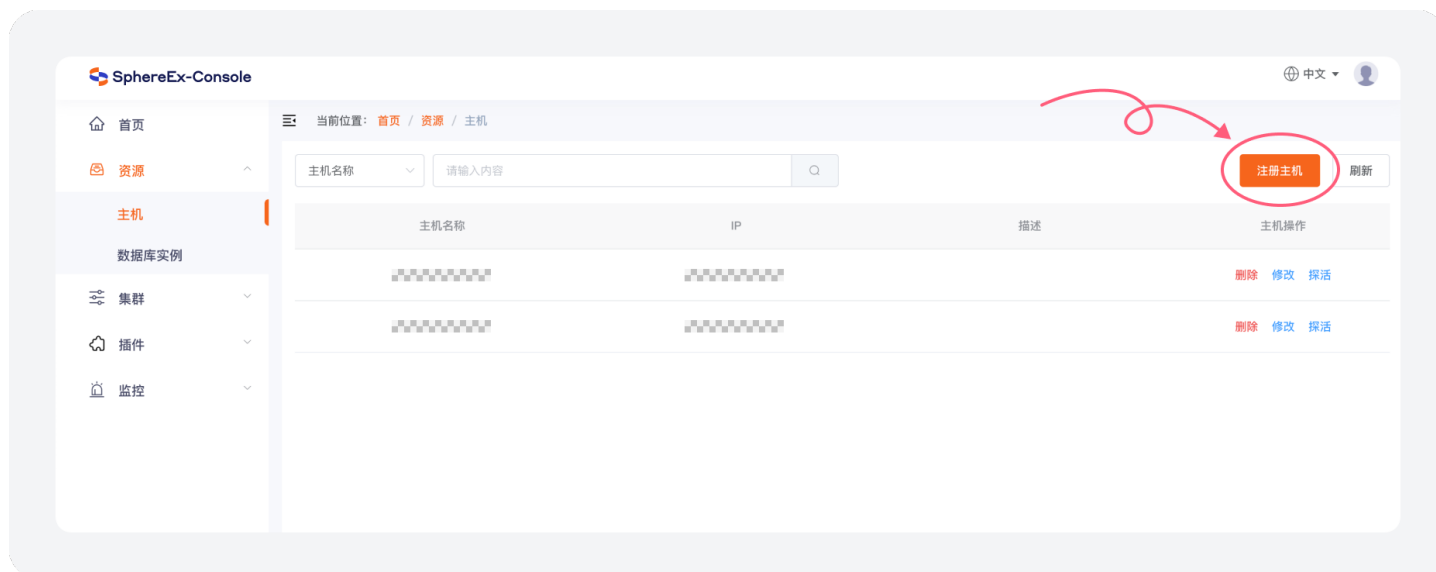 SphereEx-Console
中文
首页
当前位置: 首页 / 资源 / 主机
资源
主机名称 请输入内容 注册主机 刷新
主机
数据库实例
主机名称 IP 描述 主机操作
删除 修改 探活
集群
删除 修改 探活
插件
监控